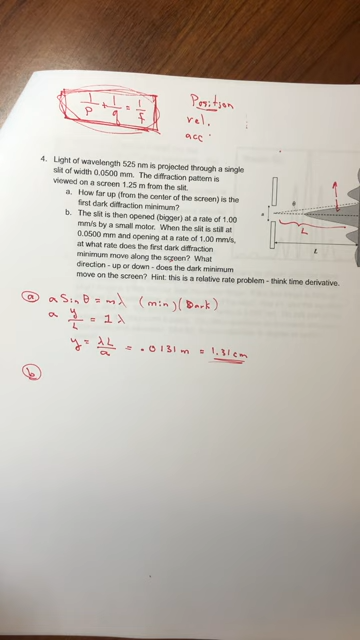 1/p + 1/q = 1/f
Position
vel.
acc.
4. Light of wavelength 525 nm is projected through a single
slit of width 0.0500 mm. The diffraction pattern is
viewed on a screen 1.25 m from the slit.
a. How far up (from the center of the screen) is the
first dark diffraction minimum?
b. The slit is then opened (bigger) at a rate of 1.00
mm/s by a small motor. When the slit is still at
0.0500 mm and opening at a rate of 1.00 mm/s,
at what rate does the first dark diffraction
minimum move along the screen? What
direction - up or down - does the dark minimum
move on the screen? Hint: this is a relative rate problem - think time derivative.
θ
a
L
L
(a) a Sin θ = mλ (min) (Dark)
a y/L = 1λ
y = λL/a = .0131 m = 1.31 cm
(b)